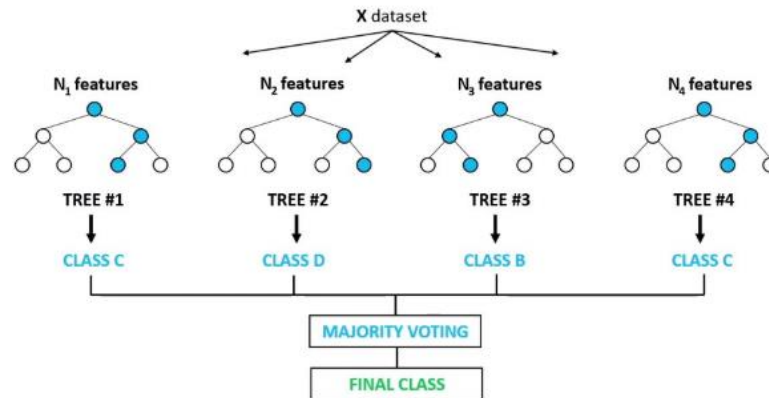 X dataset
N₁ features N₂ features N₃ features N₄ features
TREE #1 TREE #2 TREE #3 TREE #4
CLASS C CLASS D CLASS B CLASS C
MAJORITY VOTING
FINAL CLASS